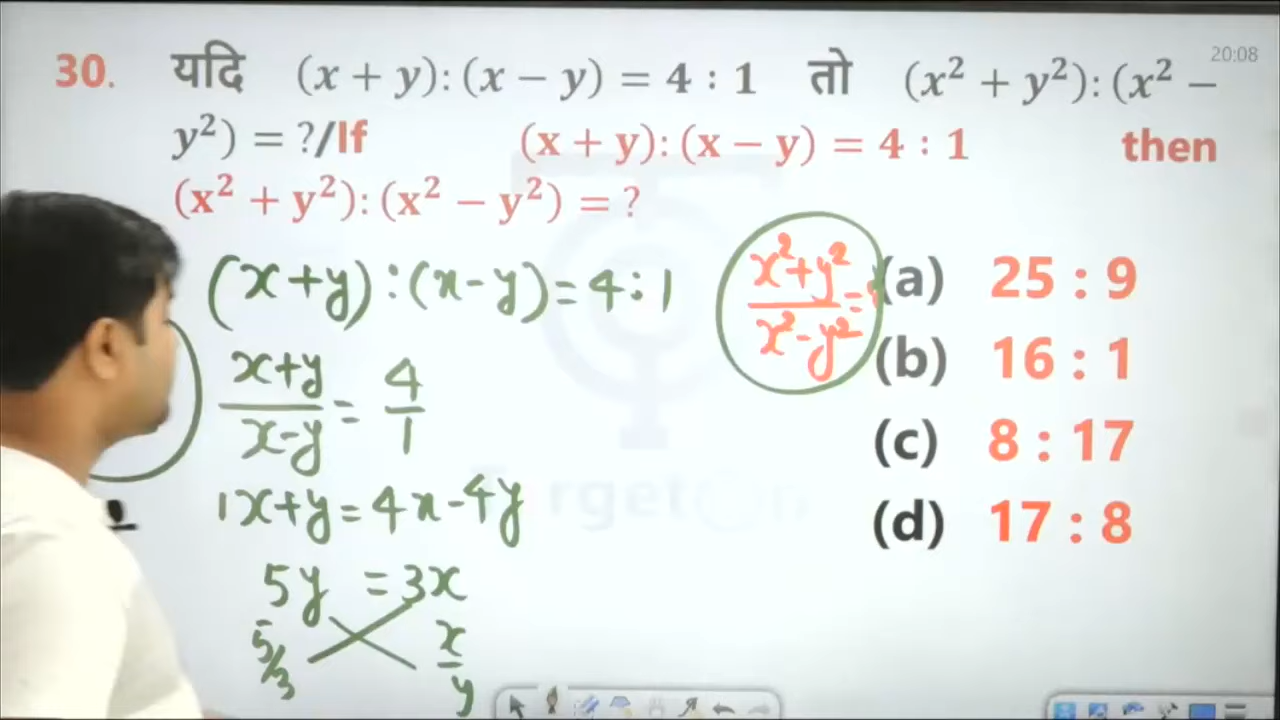 20:08
30. यदि (x + y): (x − y) = 4 : 1 तो (x² + y²): (x² −
y²) = ?/If (x + y): (x − y) = 4 : 1 then
(x² + y²): (x² − y²) = ?
(x+y):(x-y)=4:1
x+y/x-y = 4/1
1x+y=4x-4y
5y =3x
5/3 x/y
x²+y²/x²-y² =
(a) 25 : 9
(b) 16 : 1
(c) 8 : 17
(d) 17 : 8